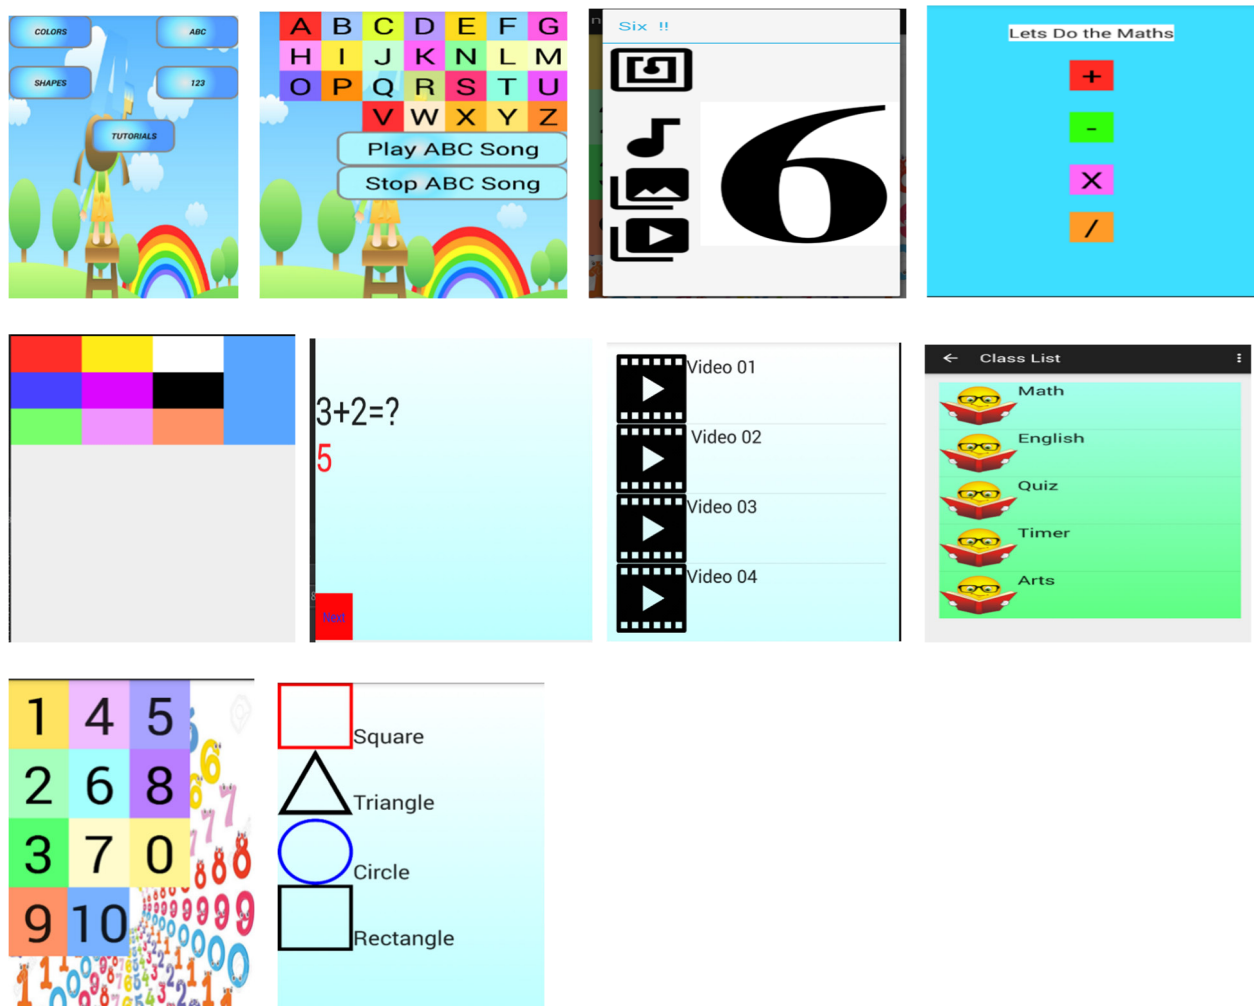 COLORS ABC
SHAPES 123
TUTORIALS
A B C D E F G
H I J K N L M
O P Q R S T U
V W X Y Z
Play ABC Song
Stop ABC Song
Six !!
6
Lets Do the Maths
+
-
X
/
3+2=?
5
Next
Video 01
Video 02
Video 03
Video 04
Class List
Math
English
Quiz
Timer
Arts
1 4 5
2 6 8
3 7 0
9 10
Square
Triangle
Circle
Rectangle